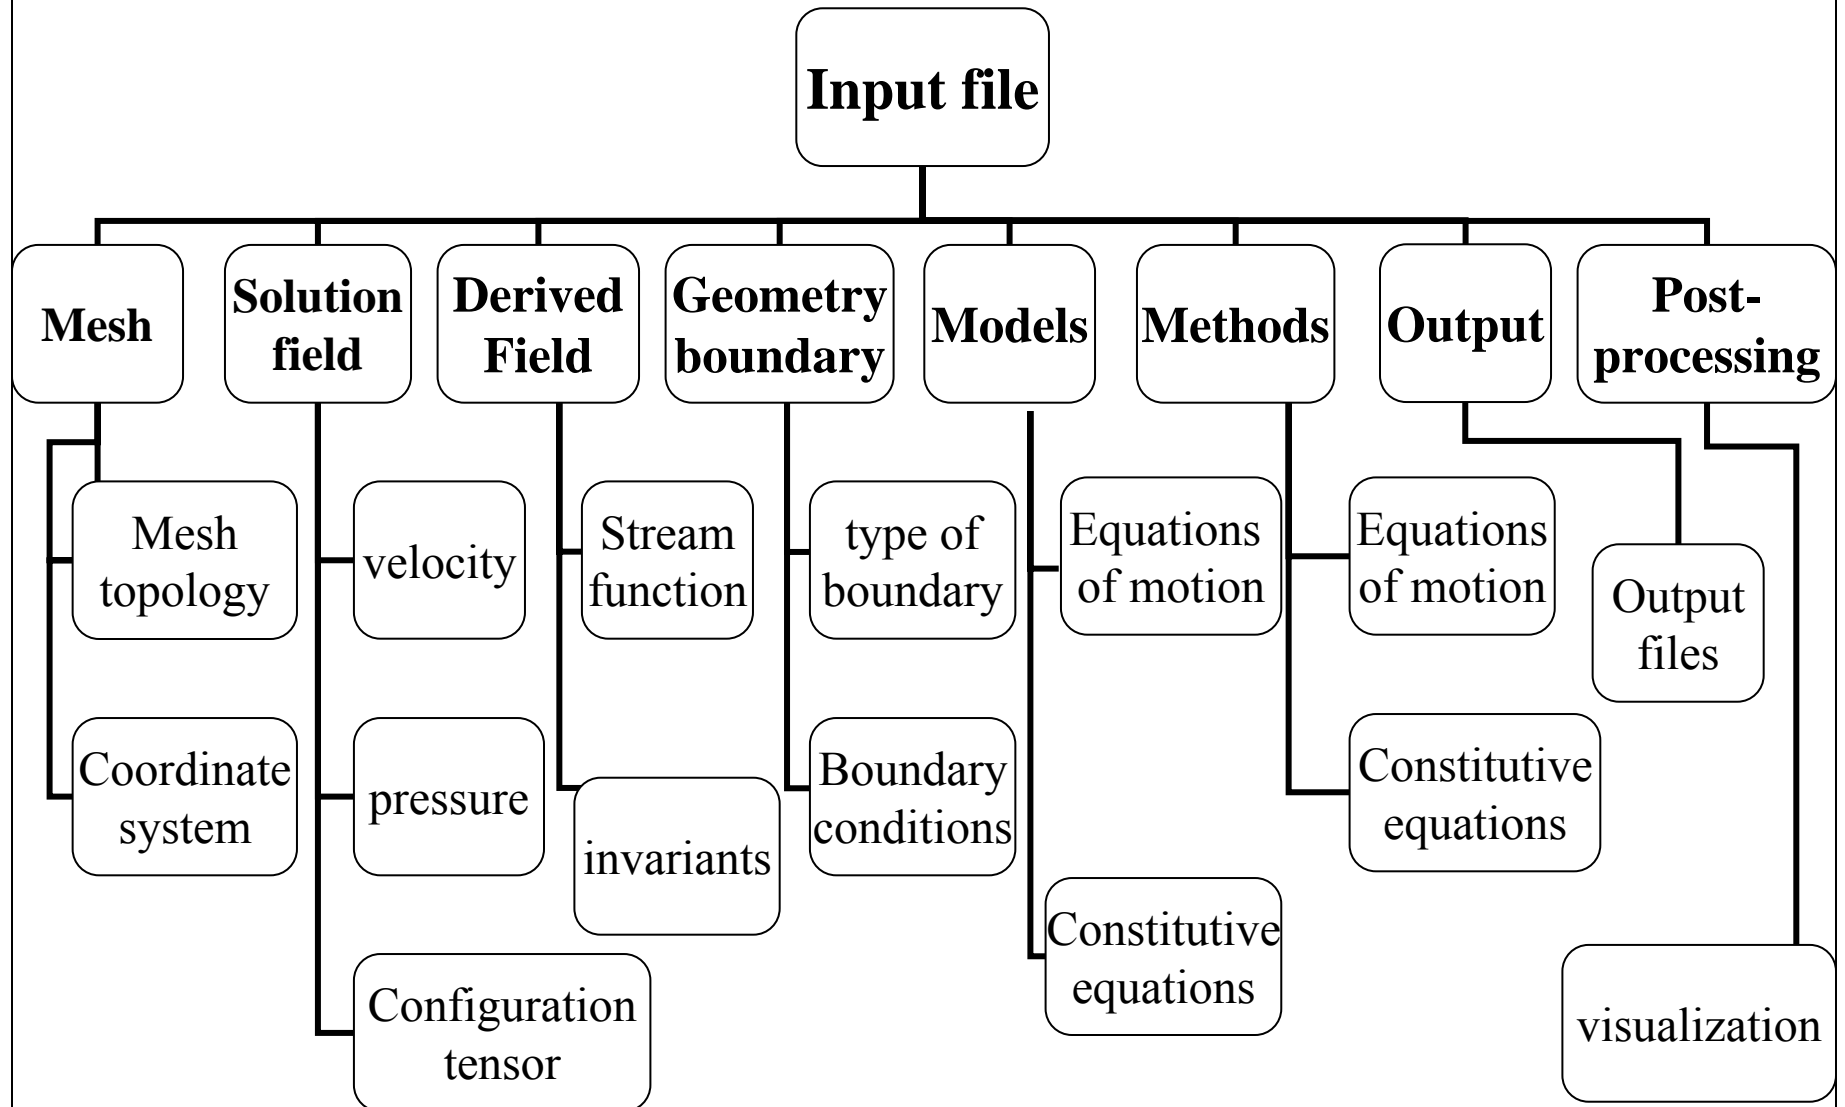 Input file
Mesh
Solution
field
Derived
Field
Geometry
boundary
Models
Methods
Output
Post-
processing
Mesh
topology
Coordinate
system
velocity
pressure
Configuration
tensor
Stream
function
invariants
type of
boundary
Boundary
conditions
Equations
of motion
Constitutive
equations
Equations
of motion
Constitutive
equations
Output
files
visualization